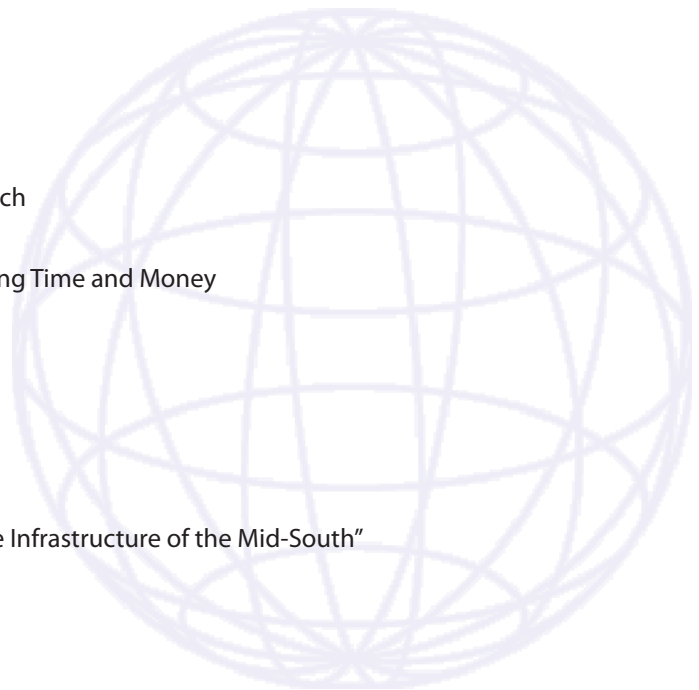 ch
ng Time and Money
e Infrastructure of the Mid-South”